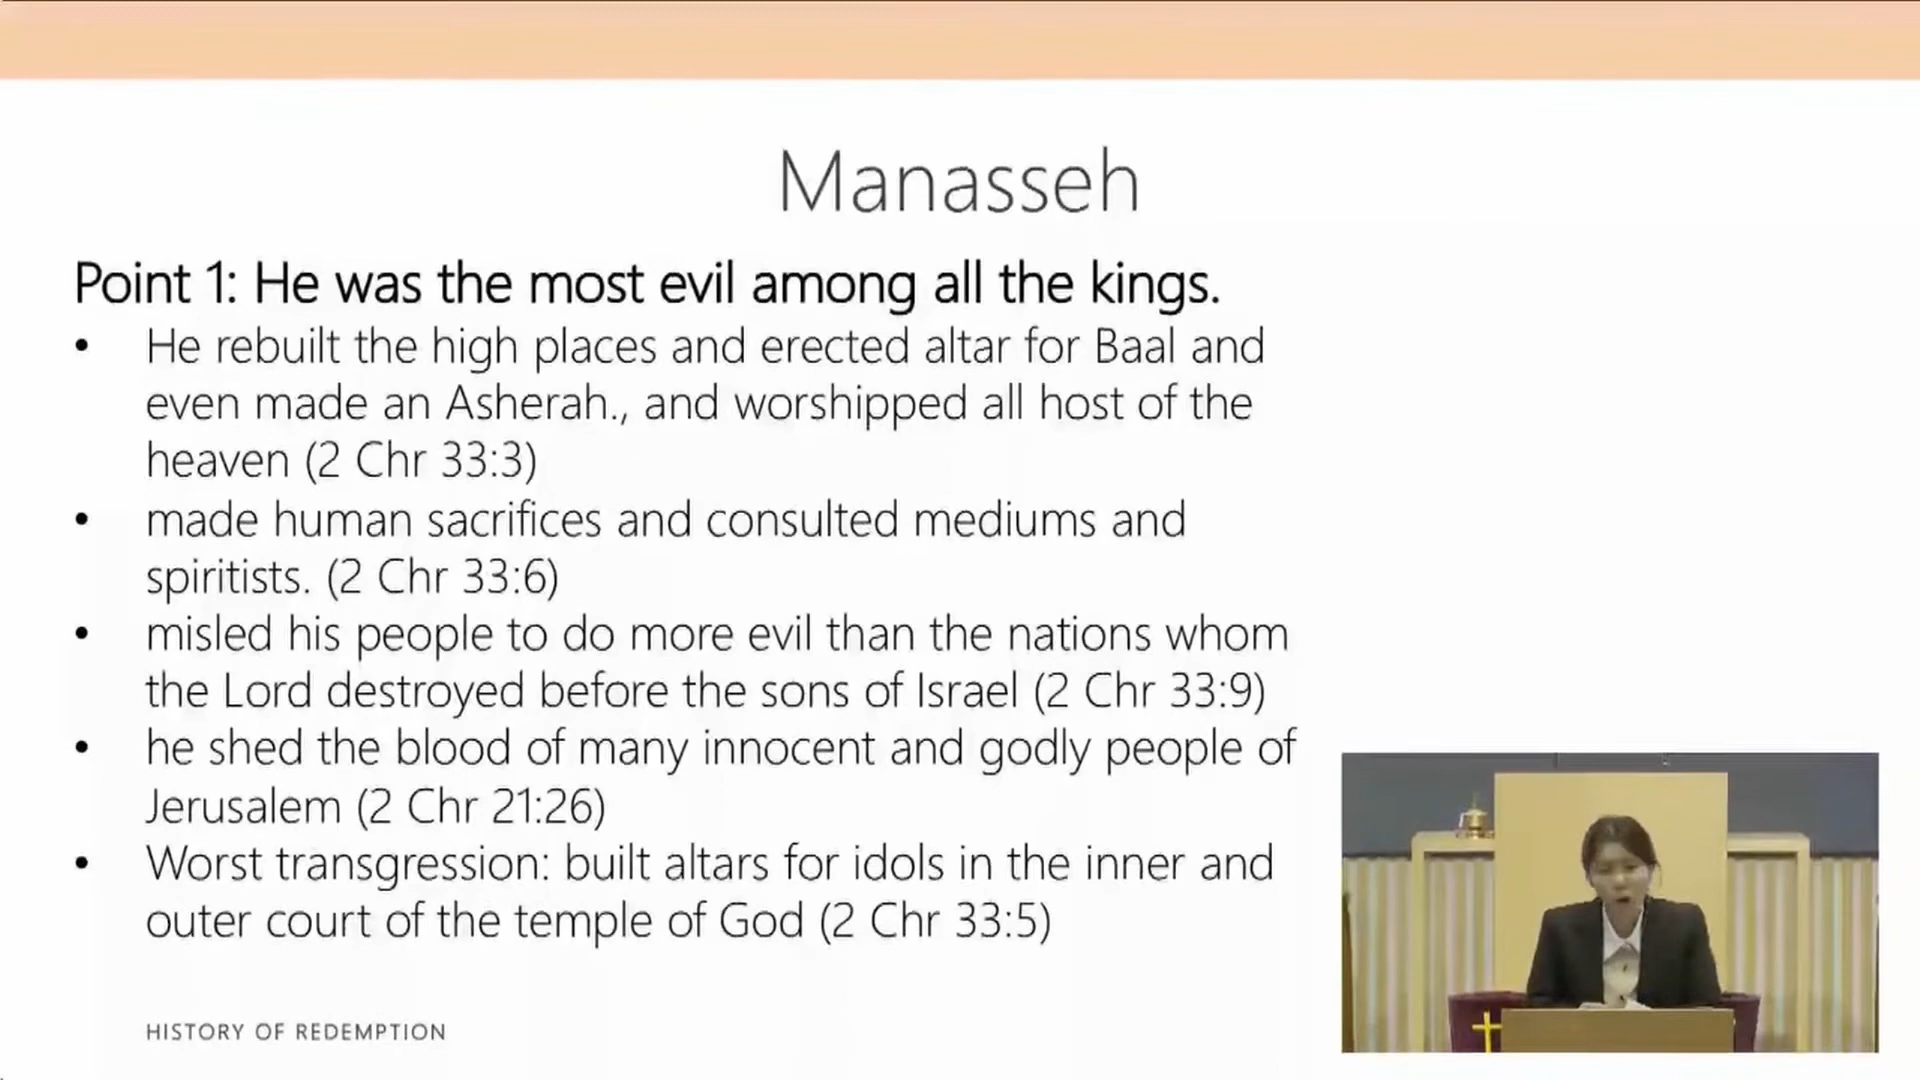 Manasseh
Point 1: He was the most evil among all the kings.
• He rebuilt the high places and erected altar for Baal and
even made an Asherah., and worshipped all host of the
heaven (2 Chr 33:3)
• made human sacrifices and consulted mediums and
spiritists. (2 Chr 33:6)
• misled his people to do more evil than the nations whom
the Lord destroyed before the sons of Israel (2 Chr 33:9)
• he shed the blood of many innocent and godly people of
Jerusalem (2 Chr 21:26)
• Worst transgression: built altars for idols in the inner and
outer court of the temple of God (2 Chr 33:5)
HISTORY OF REDEMPTION